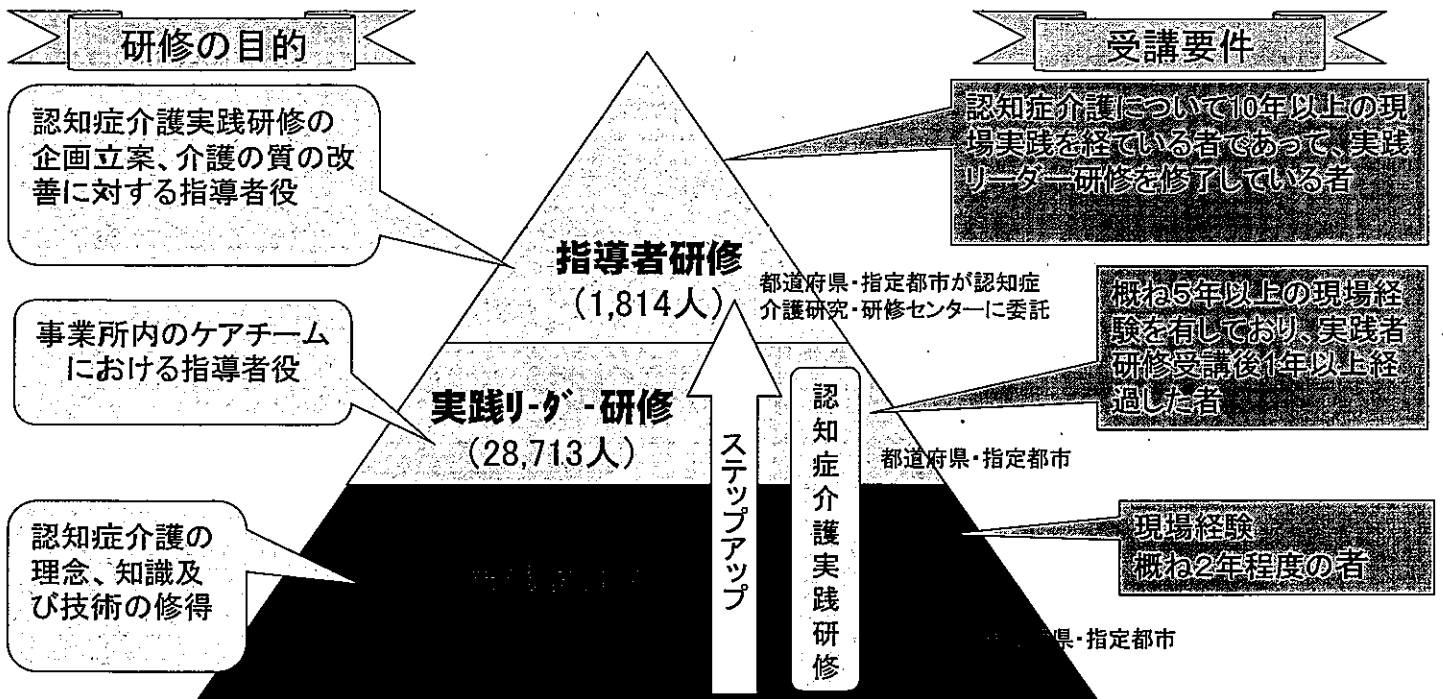 研修の目的
認知症介護実践研修の
企画立案、介護の質の改
善に対する指導者役
事業所内のケアチーム
における指導者役
認知症介護の
理念、知識及
び技術の修得
指導者研修
(1,814人)
都道府県・指定都市が認知症
介護研究・研修センターに委託
実践リーダー研修
(28,713人)
都道府県・指定都市
ステップアップ
認知症介護実践研修
県・指定都市
受講要件
認知症介護について10年以上の現
場実践を経ている者であって、実践
リーダー研修を修了している者
概ね5年以上の現場経
験を有しており、実践者
研修受講後1年以上経
過した者
現場経験
概ね2年程度の者